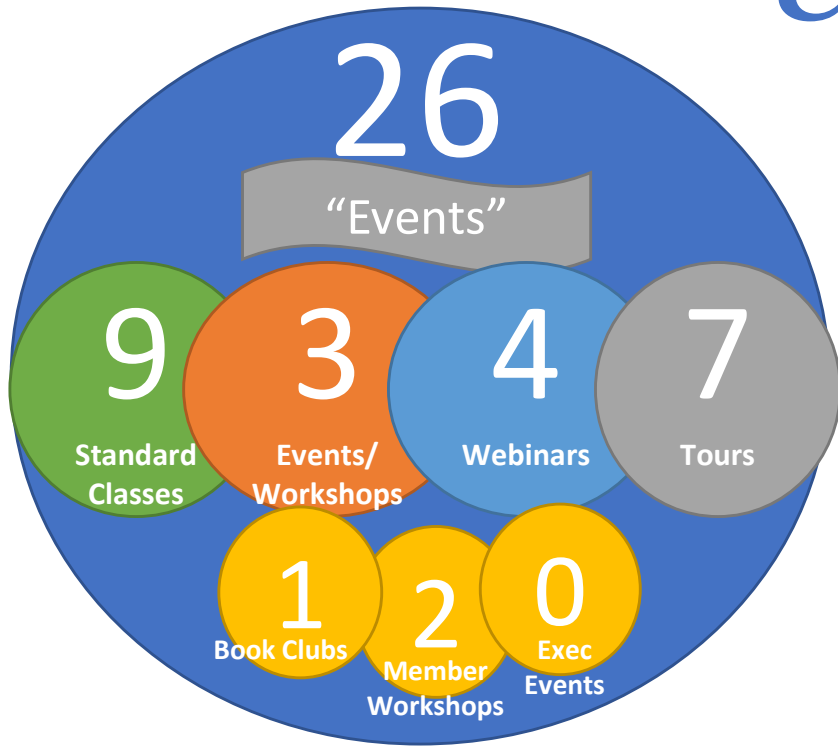 26
“Events”
9
Standard
Classes
3
Events/
Workshops
4
Webinars
7
Tours
1
Book Clubs
2
Member
Workshops
0
Exec
Events